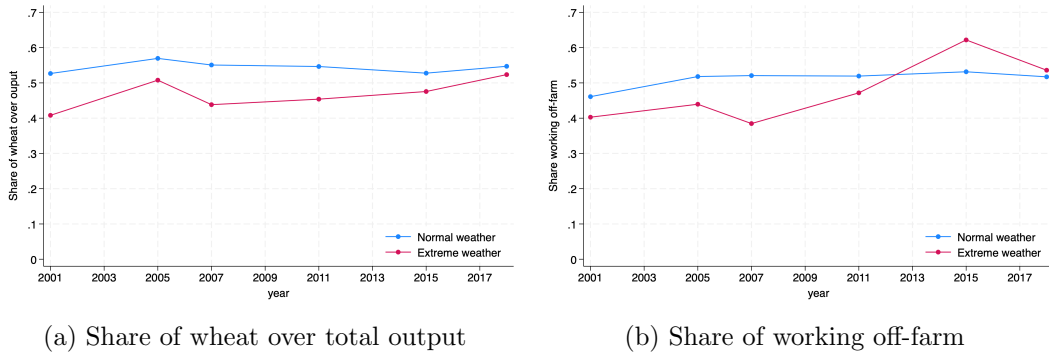 .7
.6
.5
.4
.3
.2
.1
0
Share of wheat over ouput
2001 2003 2005 2007 2009 2011 2013 2015 2017
year
Normal weather
Extreme weather
(a) Share of wheat over total output
.7
.6
.5
.4
.3
.2
.1
0
Share working off-farm
2001 2003 2005 2007 2009 2011 2013 2015 2017
year
Normal weather
Extreme weather
(b) Share of working off-farm